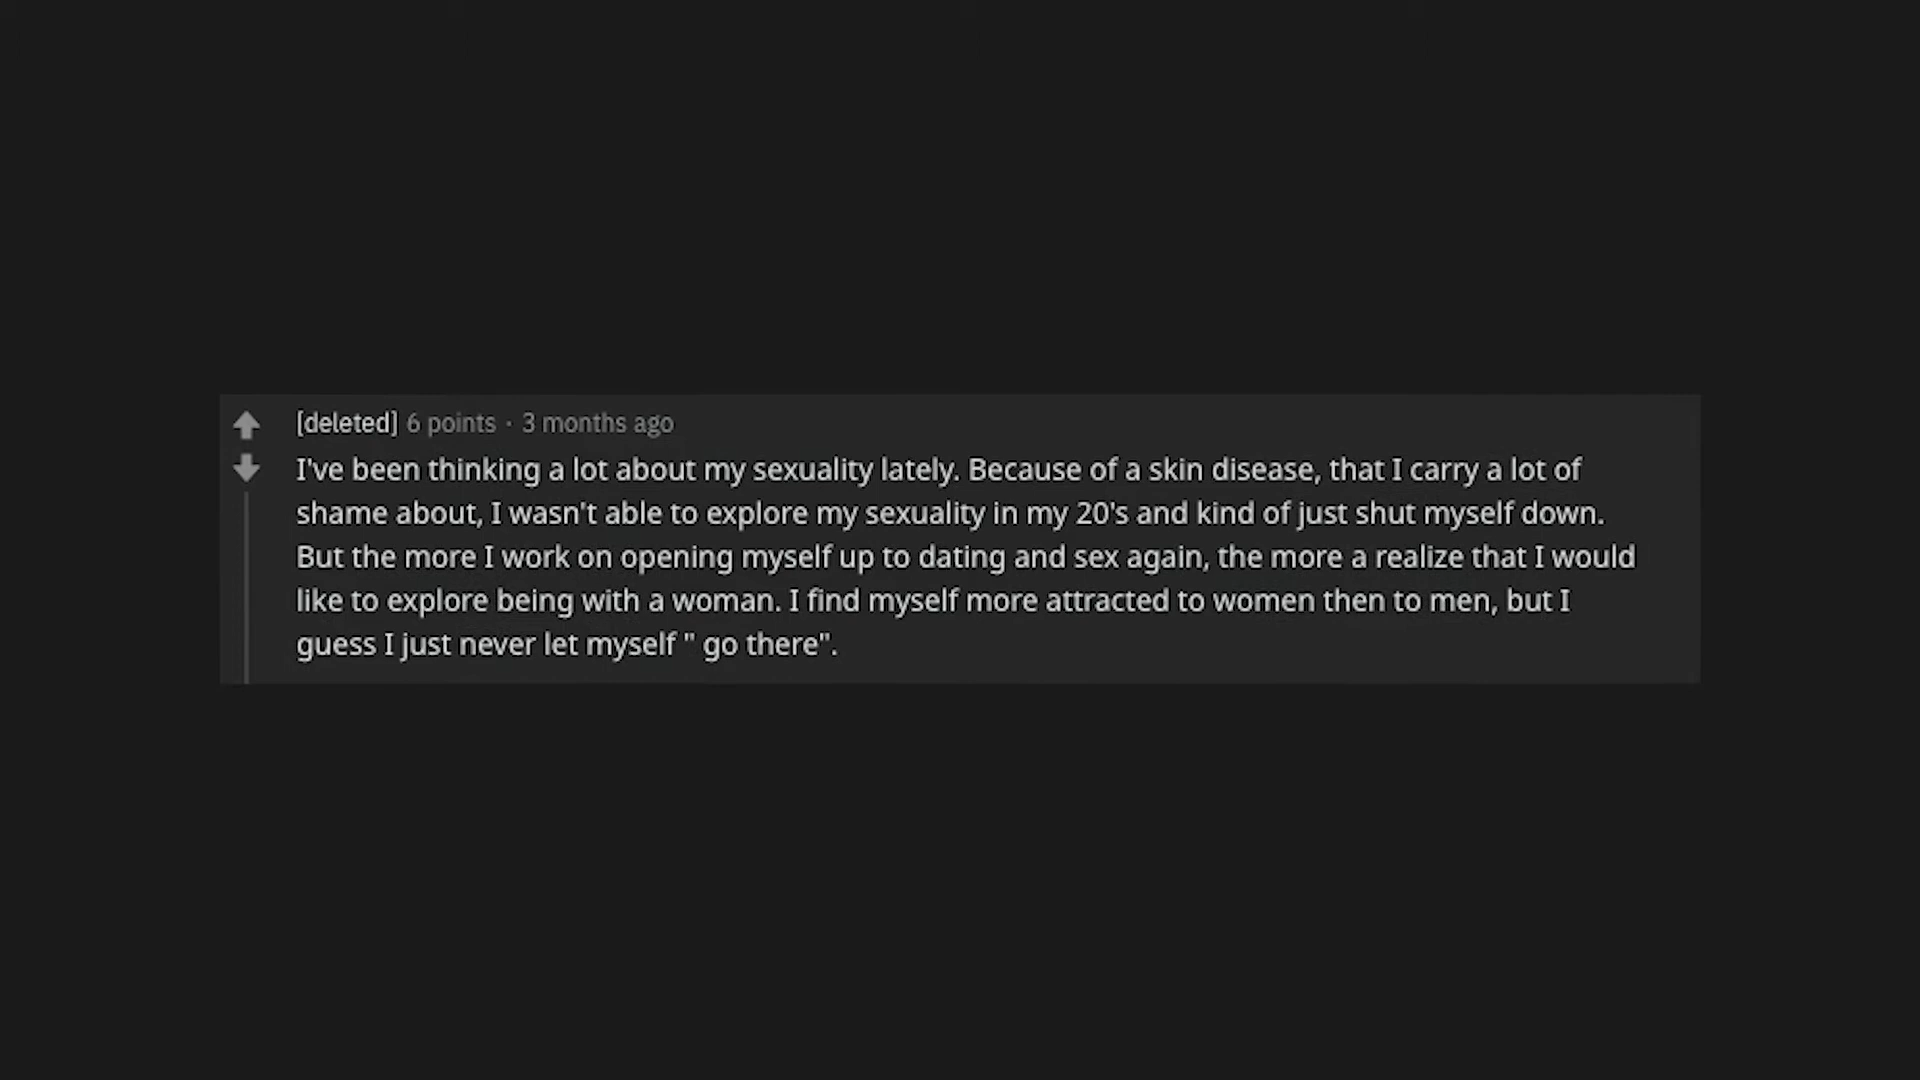 [deleted] 6 points · 3 months ago
I've been thinking a lot about my sexuality lately. Because of a skin disease, that I carry a lot of
shame about, I wasn't able to explore my sexuality in my 20's and kind of just shut myself down.
But the more I work on opening myself up to dating and sex again, the more a realize that I would
like to explore being with a woman. I find myself more attracted to women then to men, but I
guess I just never let myself " go there".